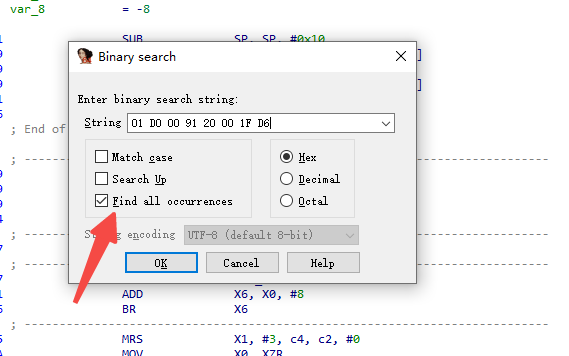 var_8 = -8
SUB SP, SP, #0x10
]
Binary search
]
Enter binary search string:
String 01 D0 00 91 20 00 1F D6
; End of
Match case
Hex
Search Up
Decimal
Find all occurrences
Octal
String encoding UTF-8 (default 8-bit)
OK Cancel Help
ADD X6, X0, #8
BR X6
; ------------------------------------------------------------------
MRS X1, #3, c4, c2, #0
MOV X0, XZR